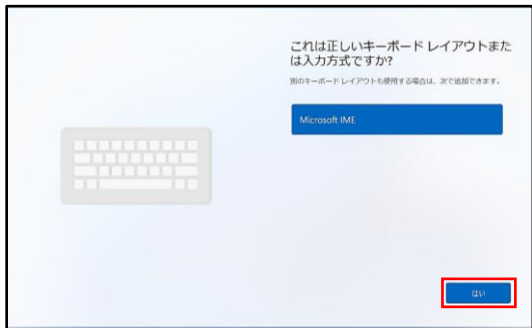 これは正しいキーボード レイアウトまた
は入力方式ですか?
別のキーボード レイアウトも使用する場合は、次で追加できます。
Microsoft IME
はい